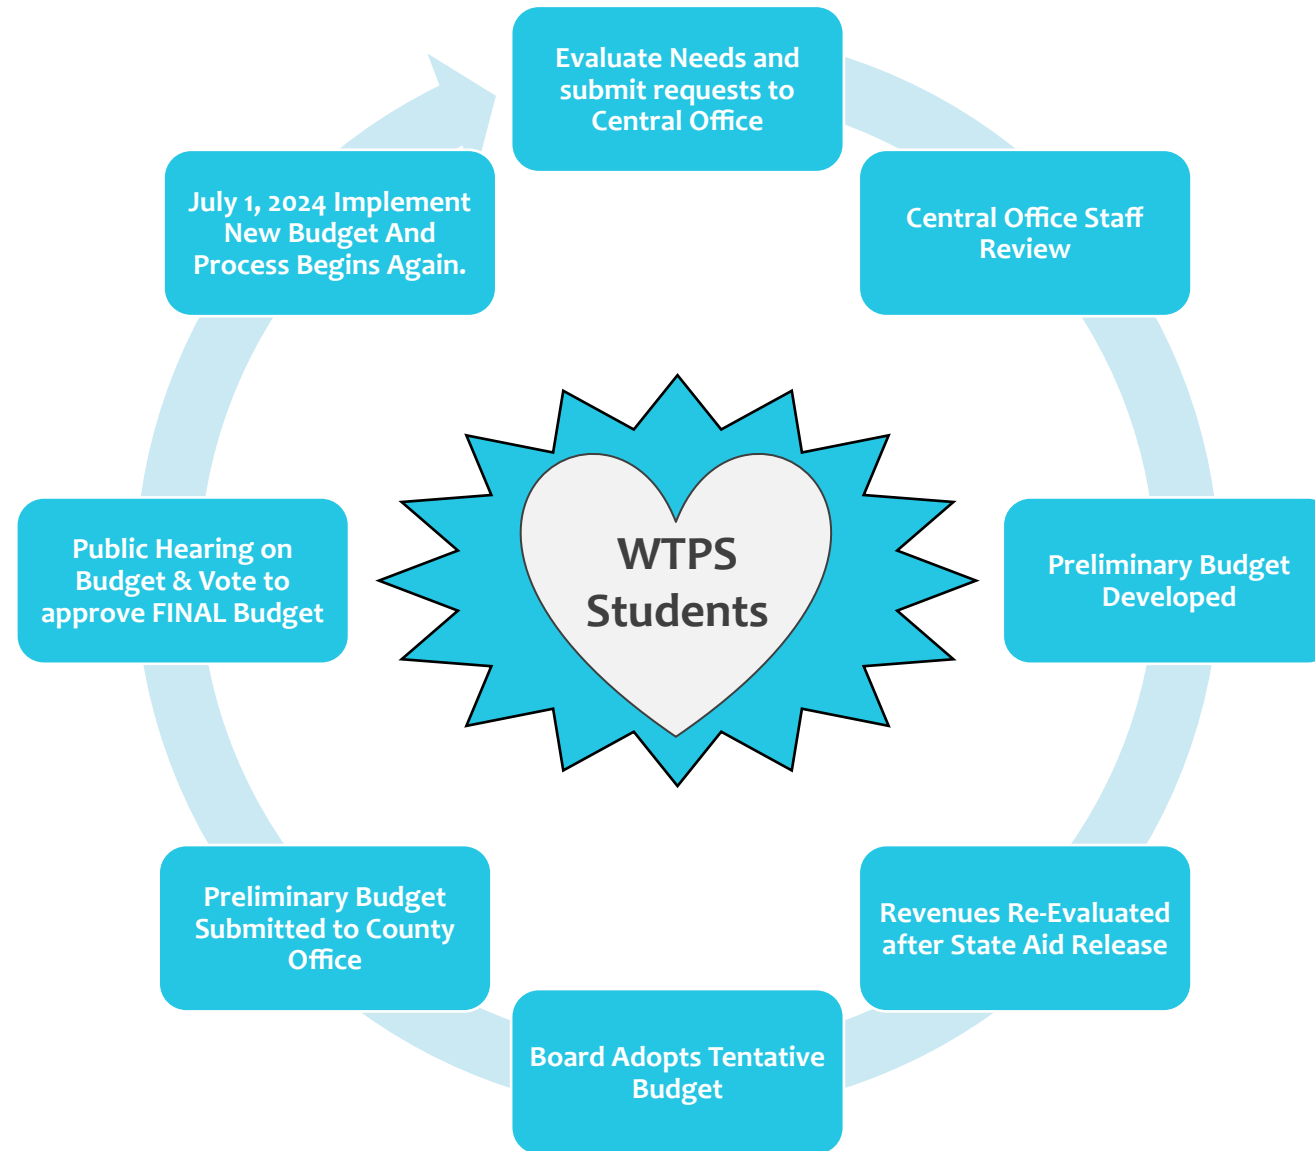 Evaluate Needs and
submit requests to
Central Office
Central Office Staff
Review
Preliminary Budget
Developed
Revenues Re-Evaluated
after State Aid Release
Board Adopts Tentative
Budget
Preliminary Budget
Submitted to County
Office
Public Hearing on
Budget & Vote to
approve FINAL Budget
July 1, 2024 Implement
New Budget And
Process Begins Again.
WTPS
Students